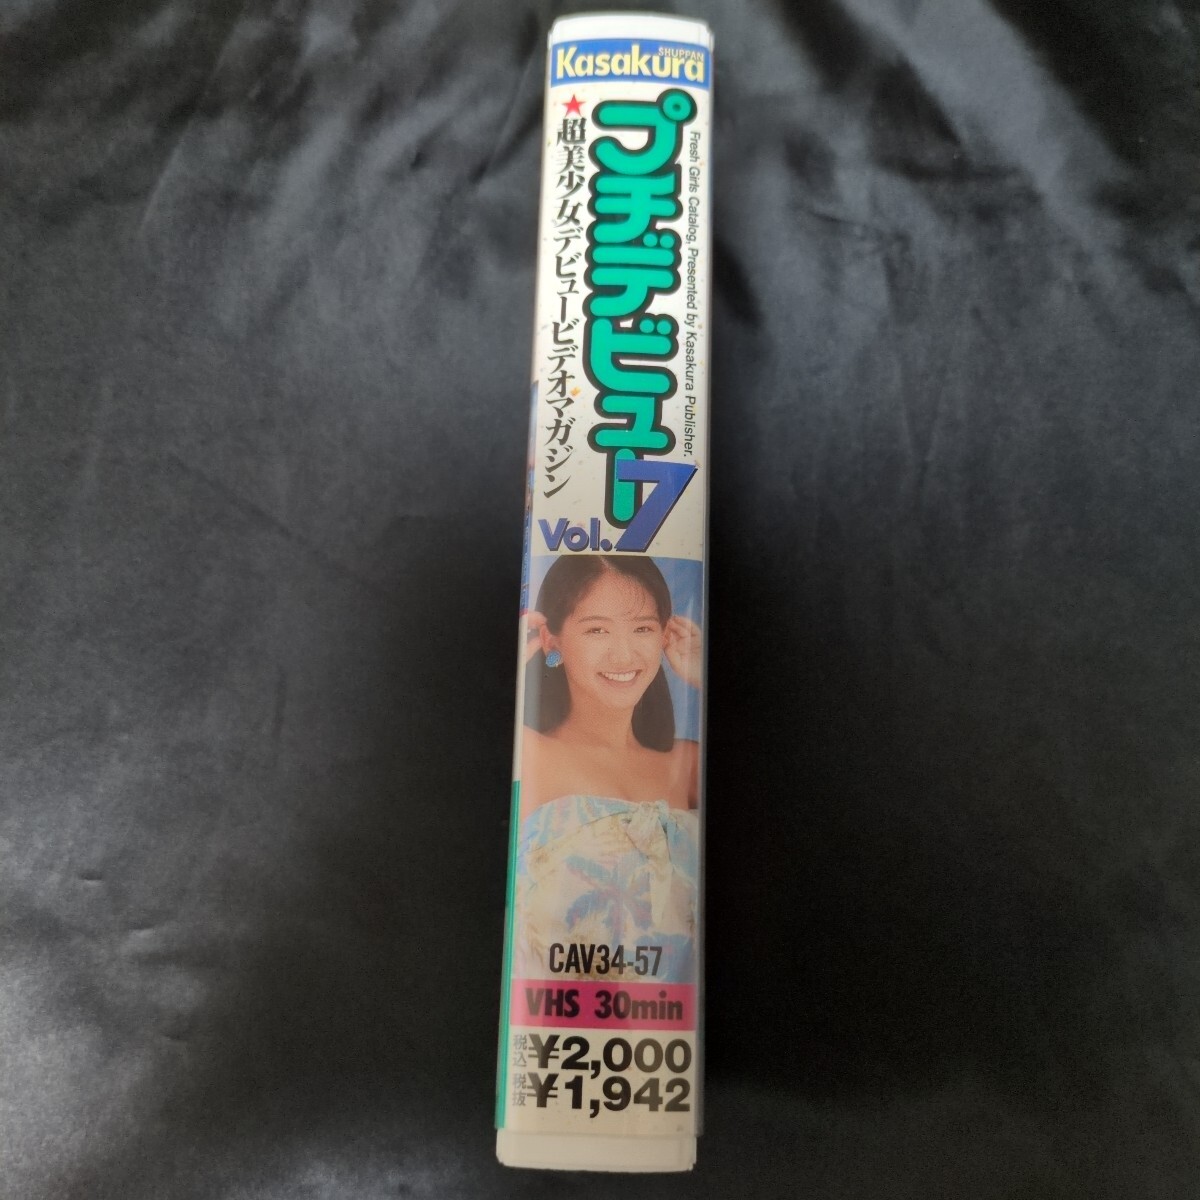 Kasakura
SHUPPAN
Fresh Girls Catalog, Presented by Kasakura Publisher.
プチデビュー
★超美少女デビュービデオマガジン
Vol.7
CAV34-57
VHS 30min
税込¥2,000
税抜¥1,942